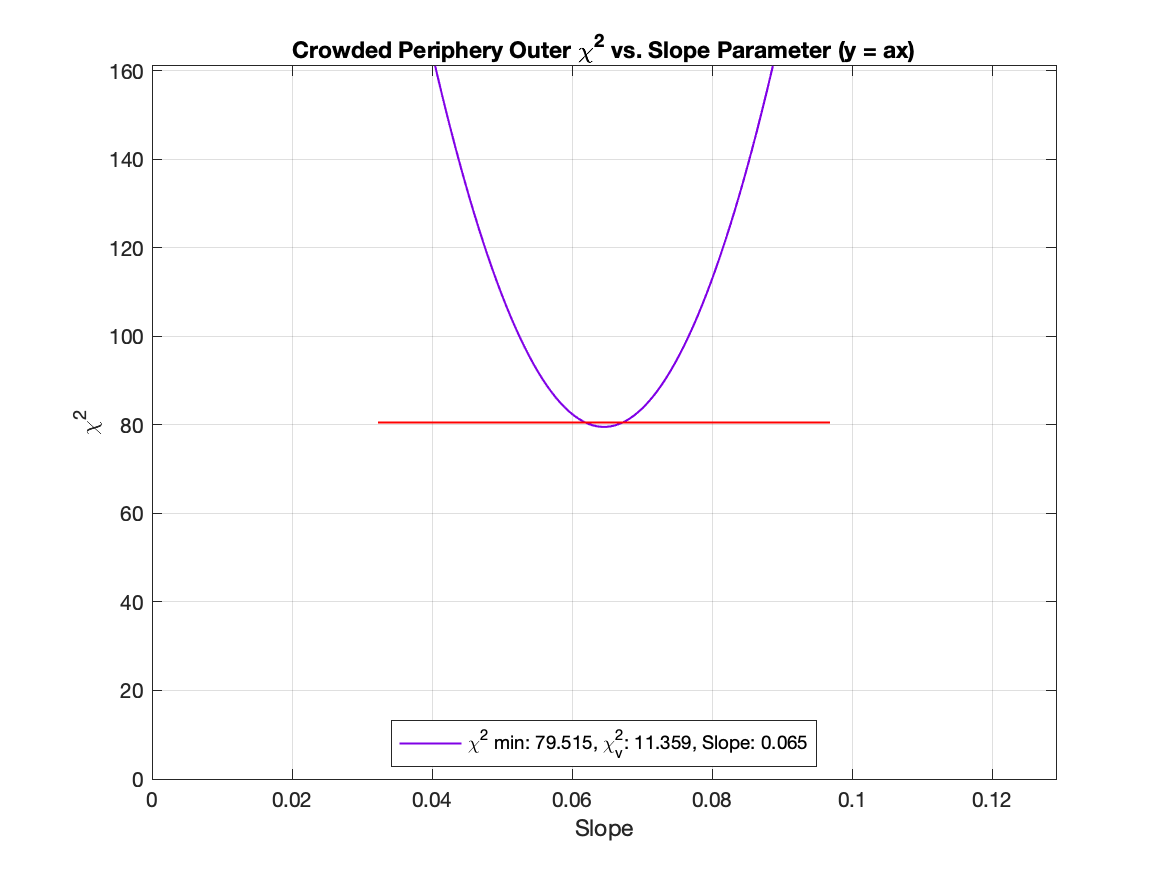 Crowded Periphery Outer χ² vs. Slope Parameter (y = ax)
160
140
120
100
80
60
40
20
0
χ²
0 0.02 0.04 0.06 0.08 0.1 0.12
Slope
χ² min: 79.515, χ²ᵥ: 11.359, Slope: 0.065